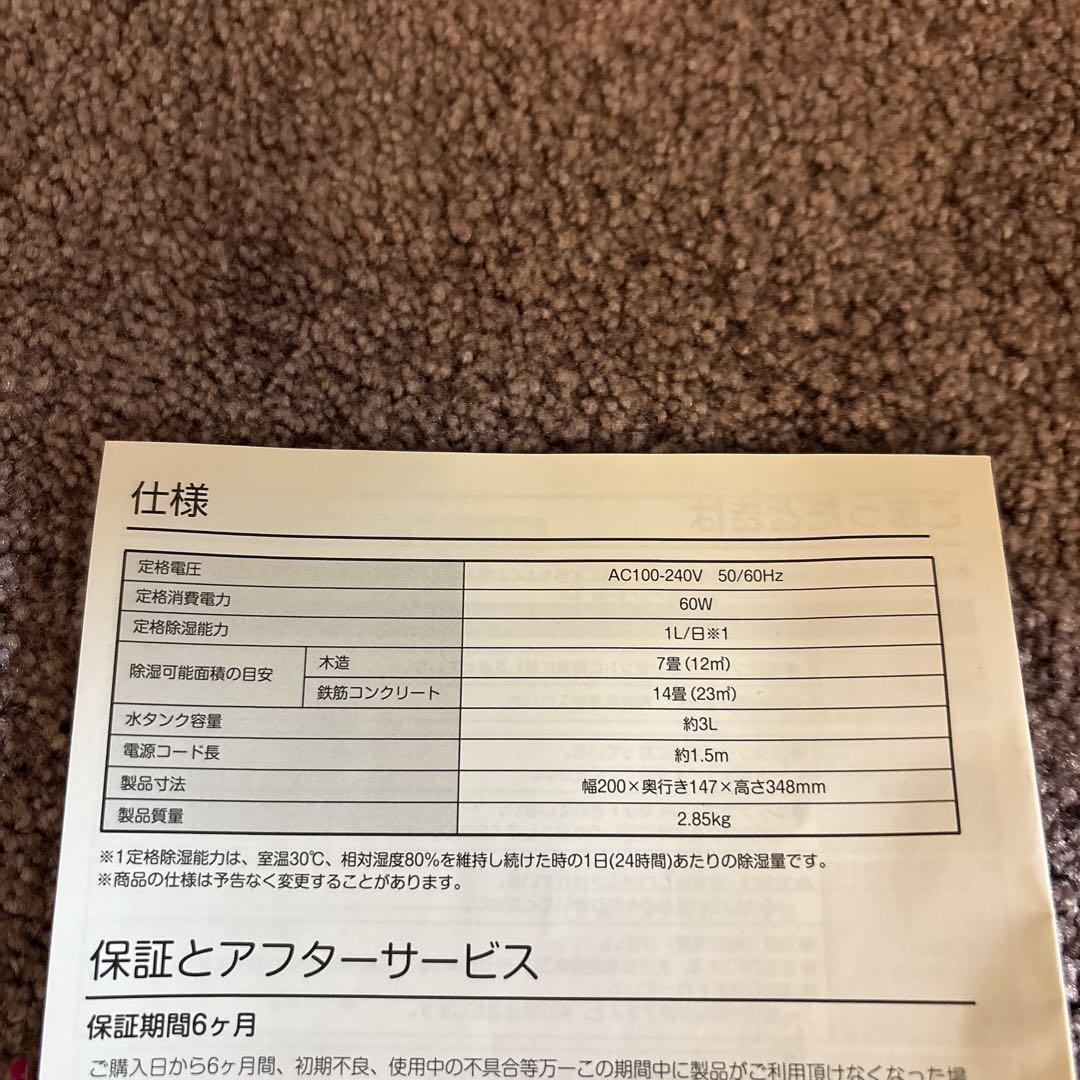 仕様
定格電圧 AC100-240V 50/60Hz
定格消費電力 60W
定格除湿能力 1L/日※1
除湿可能面積の目安 木造 7畳(12㎡)
鉄筋コンクリート 14畳(23㎡)
水タンク容量 約3L
電源コード長 約1.5m
製品寸法 幅200×奥行き147×高さ348mm
製品質量 2.85kg
※1定格除湿能力は、室温30℃、相対湿度80%を維持し続けた時の1日(24時間)あたりの除湿量です。
※商品の仕様は予告なく変更することがあります。
保証とアフターサービス
保証期間6ヶ月
ご購入日から6ヶ月間、初期不良、使用中の不具合等万一この期間中に製品がご利用頂けなくなった場